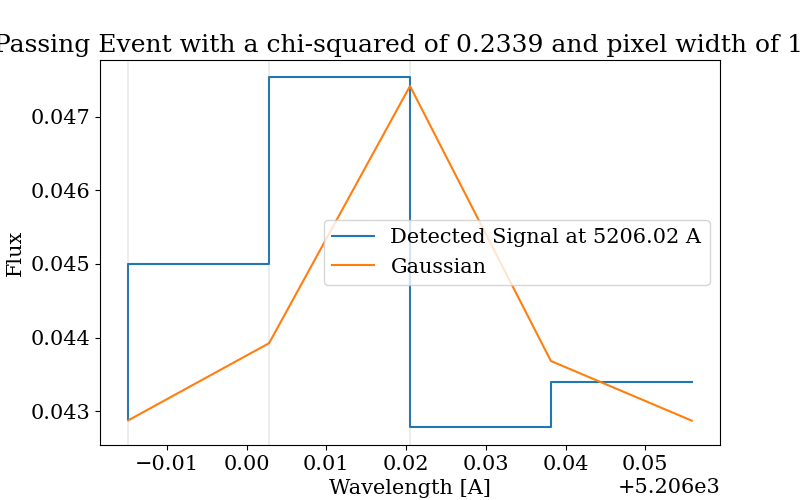 Passing Event with a chi-squared of 0.2339 and pixel width of 1
Flux
0.047
0.046
0.045
0.044
0.043
Detected Signal at 5206.02 A
Gaussian
−0.01 0.00 0.01 0.02 0.03 0.04 0.05
Wavelength [A]
+5.206e3